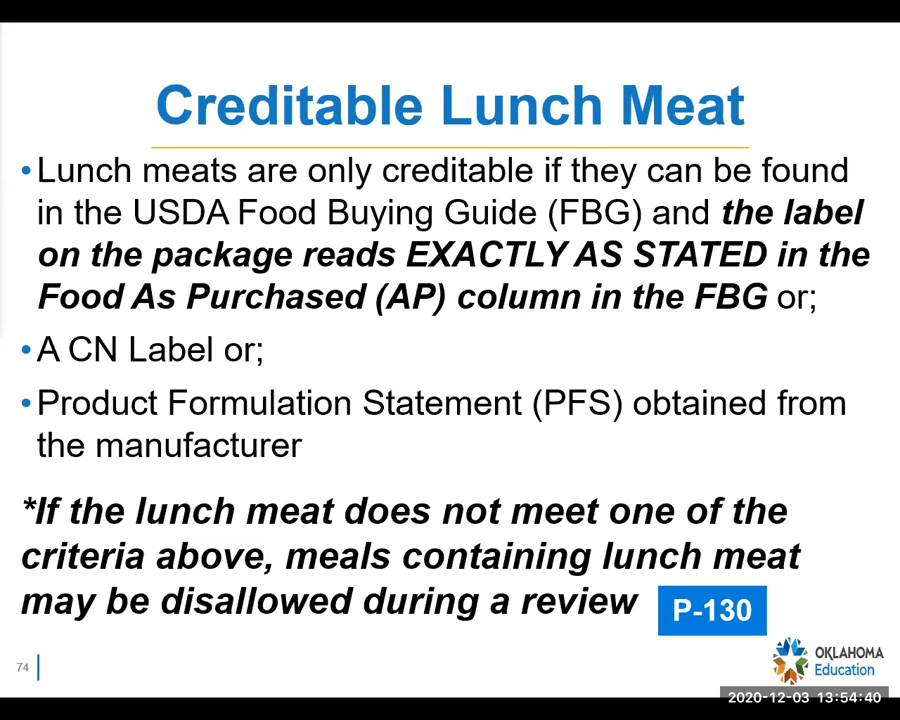 Creditable Lunch Meat
•Lunch meats are only creditable if they can be found
in the USDA Food Buying Guide (FBG) and the label
on the package reads EXACTLY AS STATED in the
Food As Purchased (AP) column in the FBG or;
•A CN Label or;
•Product Formulation Statement (PFS) obtained from
the manufacturer
*If the lunch meat does not meet one of the
criteria above, meals containing lunch meat
may be disallowed during a review
P-130
74
OKLAHOMA
Education
2020-12-03 13:54:40